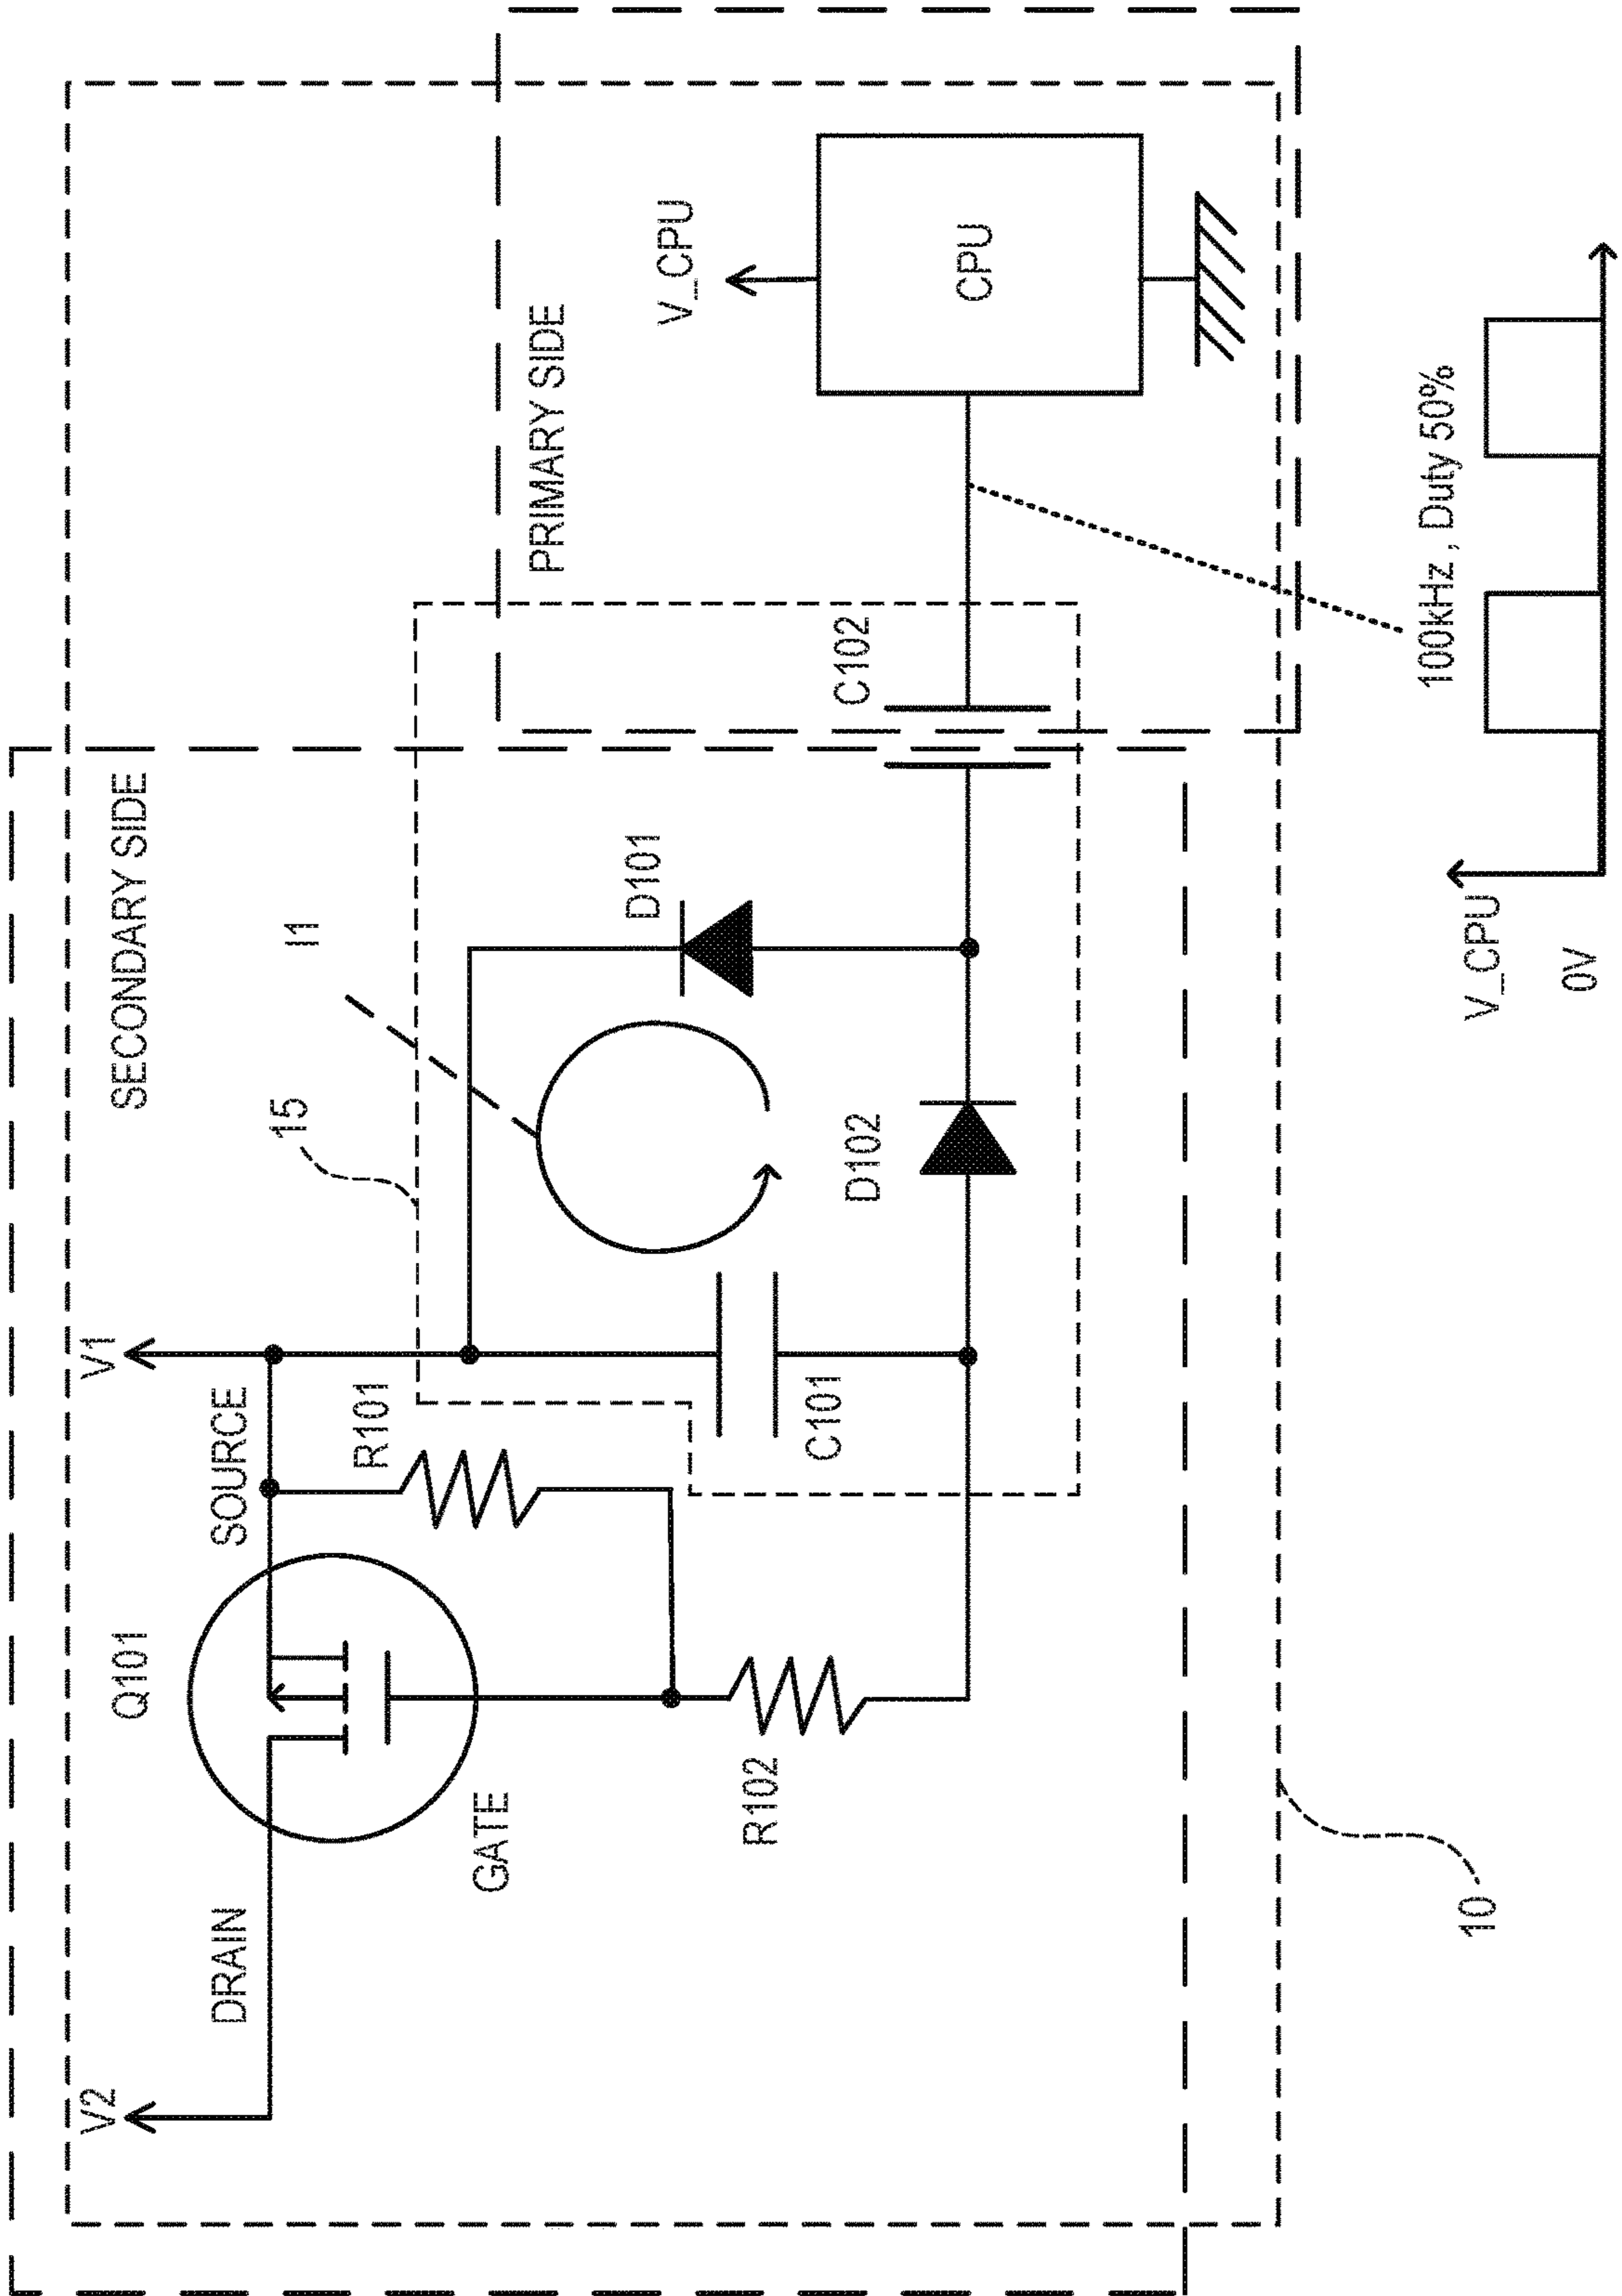 SECONDARY SIDE
PRIMARY SIDE
V2
V1
Q101
DRAIN
SOURCE
GATE
R101
R102
15
I1
C101
D101
D102
C102
V_CPU
CPU
10
100kHz , Duty 50%
V_CPU
0V